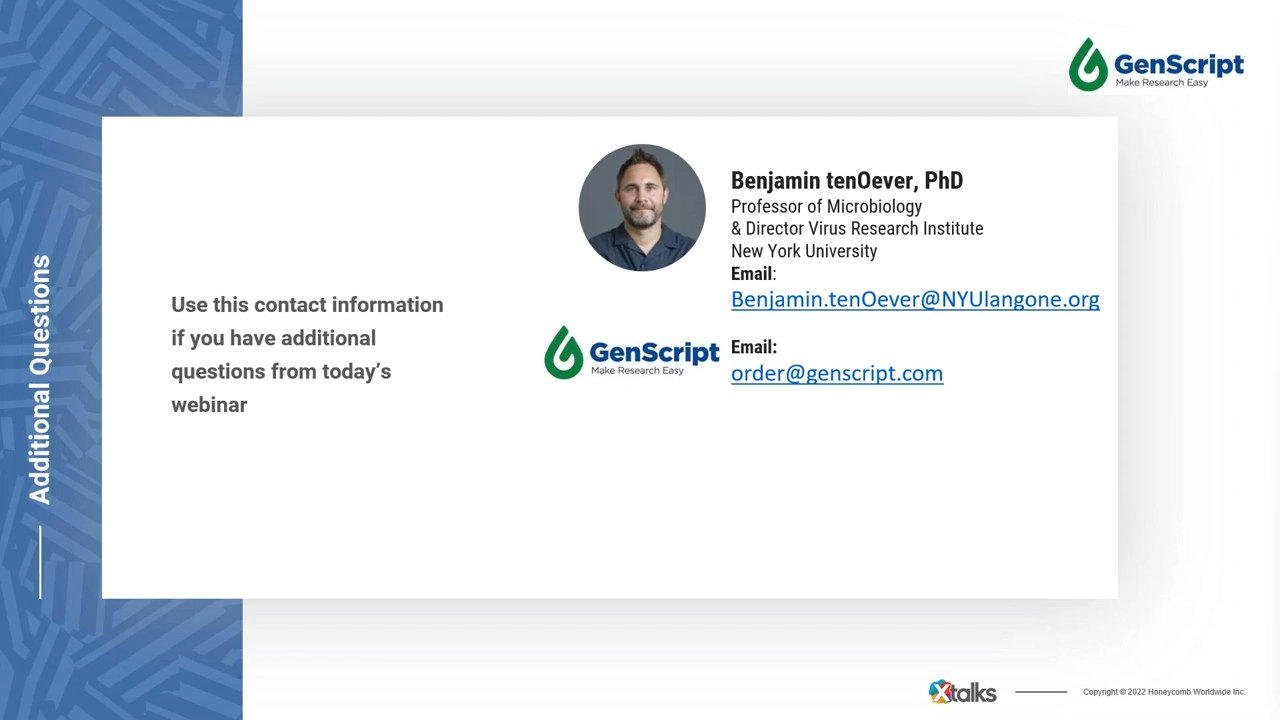 GenScript
Make Research Easy
Additional Questions
Use this contact information
if you have additional
questions from today’s
webinar
Benjamin tenOever, PhD
Professor of Microbiology
& Director Virus Research Institute
New York University
Email:
Benjamin.tenOever@NYUlangone.org
GenScript
Make Research Easy
Email:
order@genscript.com
Xtalks
Copyright © 2022 Honeycomb Worldwide Inc.